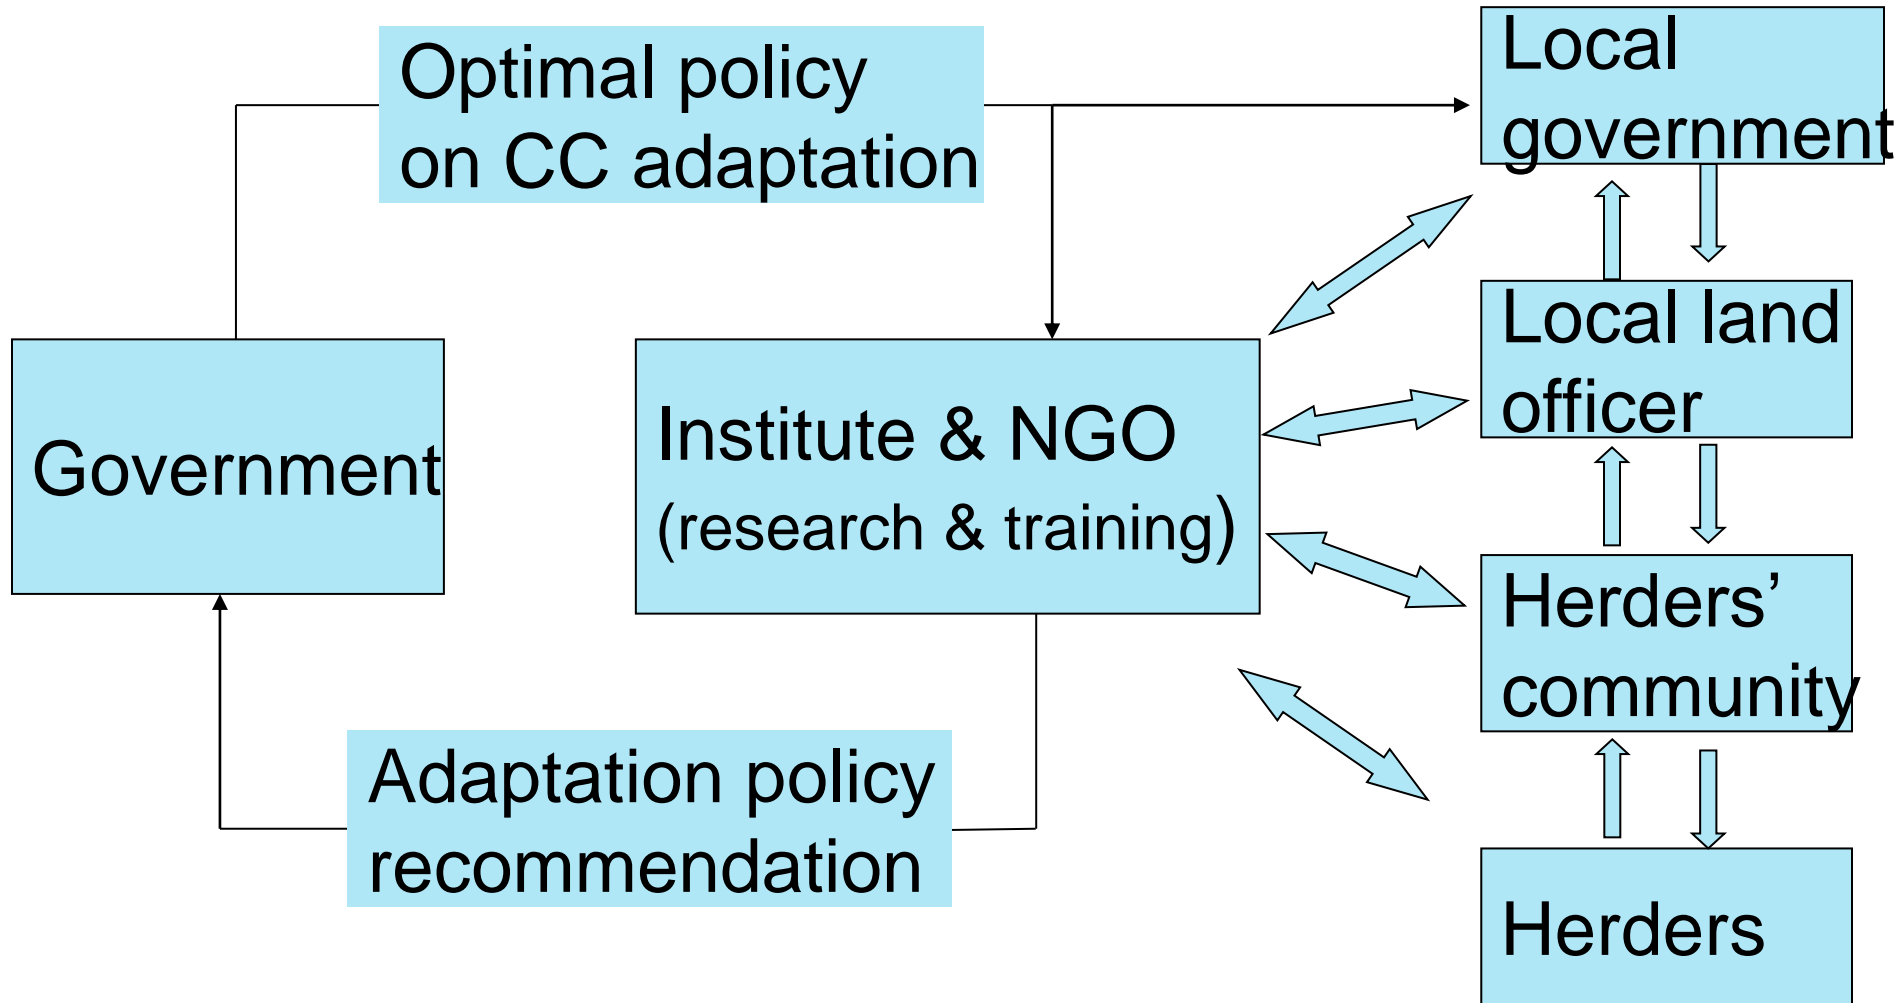 Optimal policy
on CC adaptation
Local
government
Local land
officer
Government
Institute & NGO
(research & training)
Herders’
community
Adaptation policy
recommendation
Herders